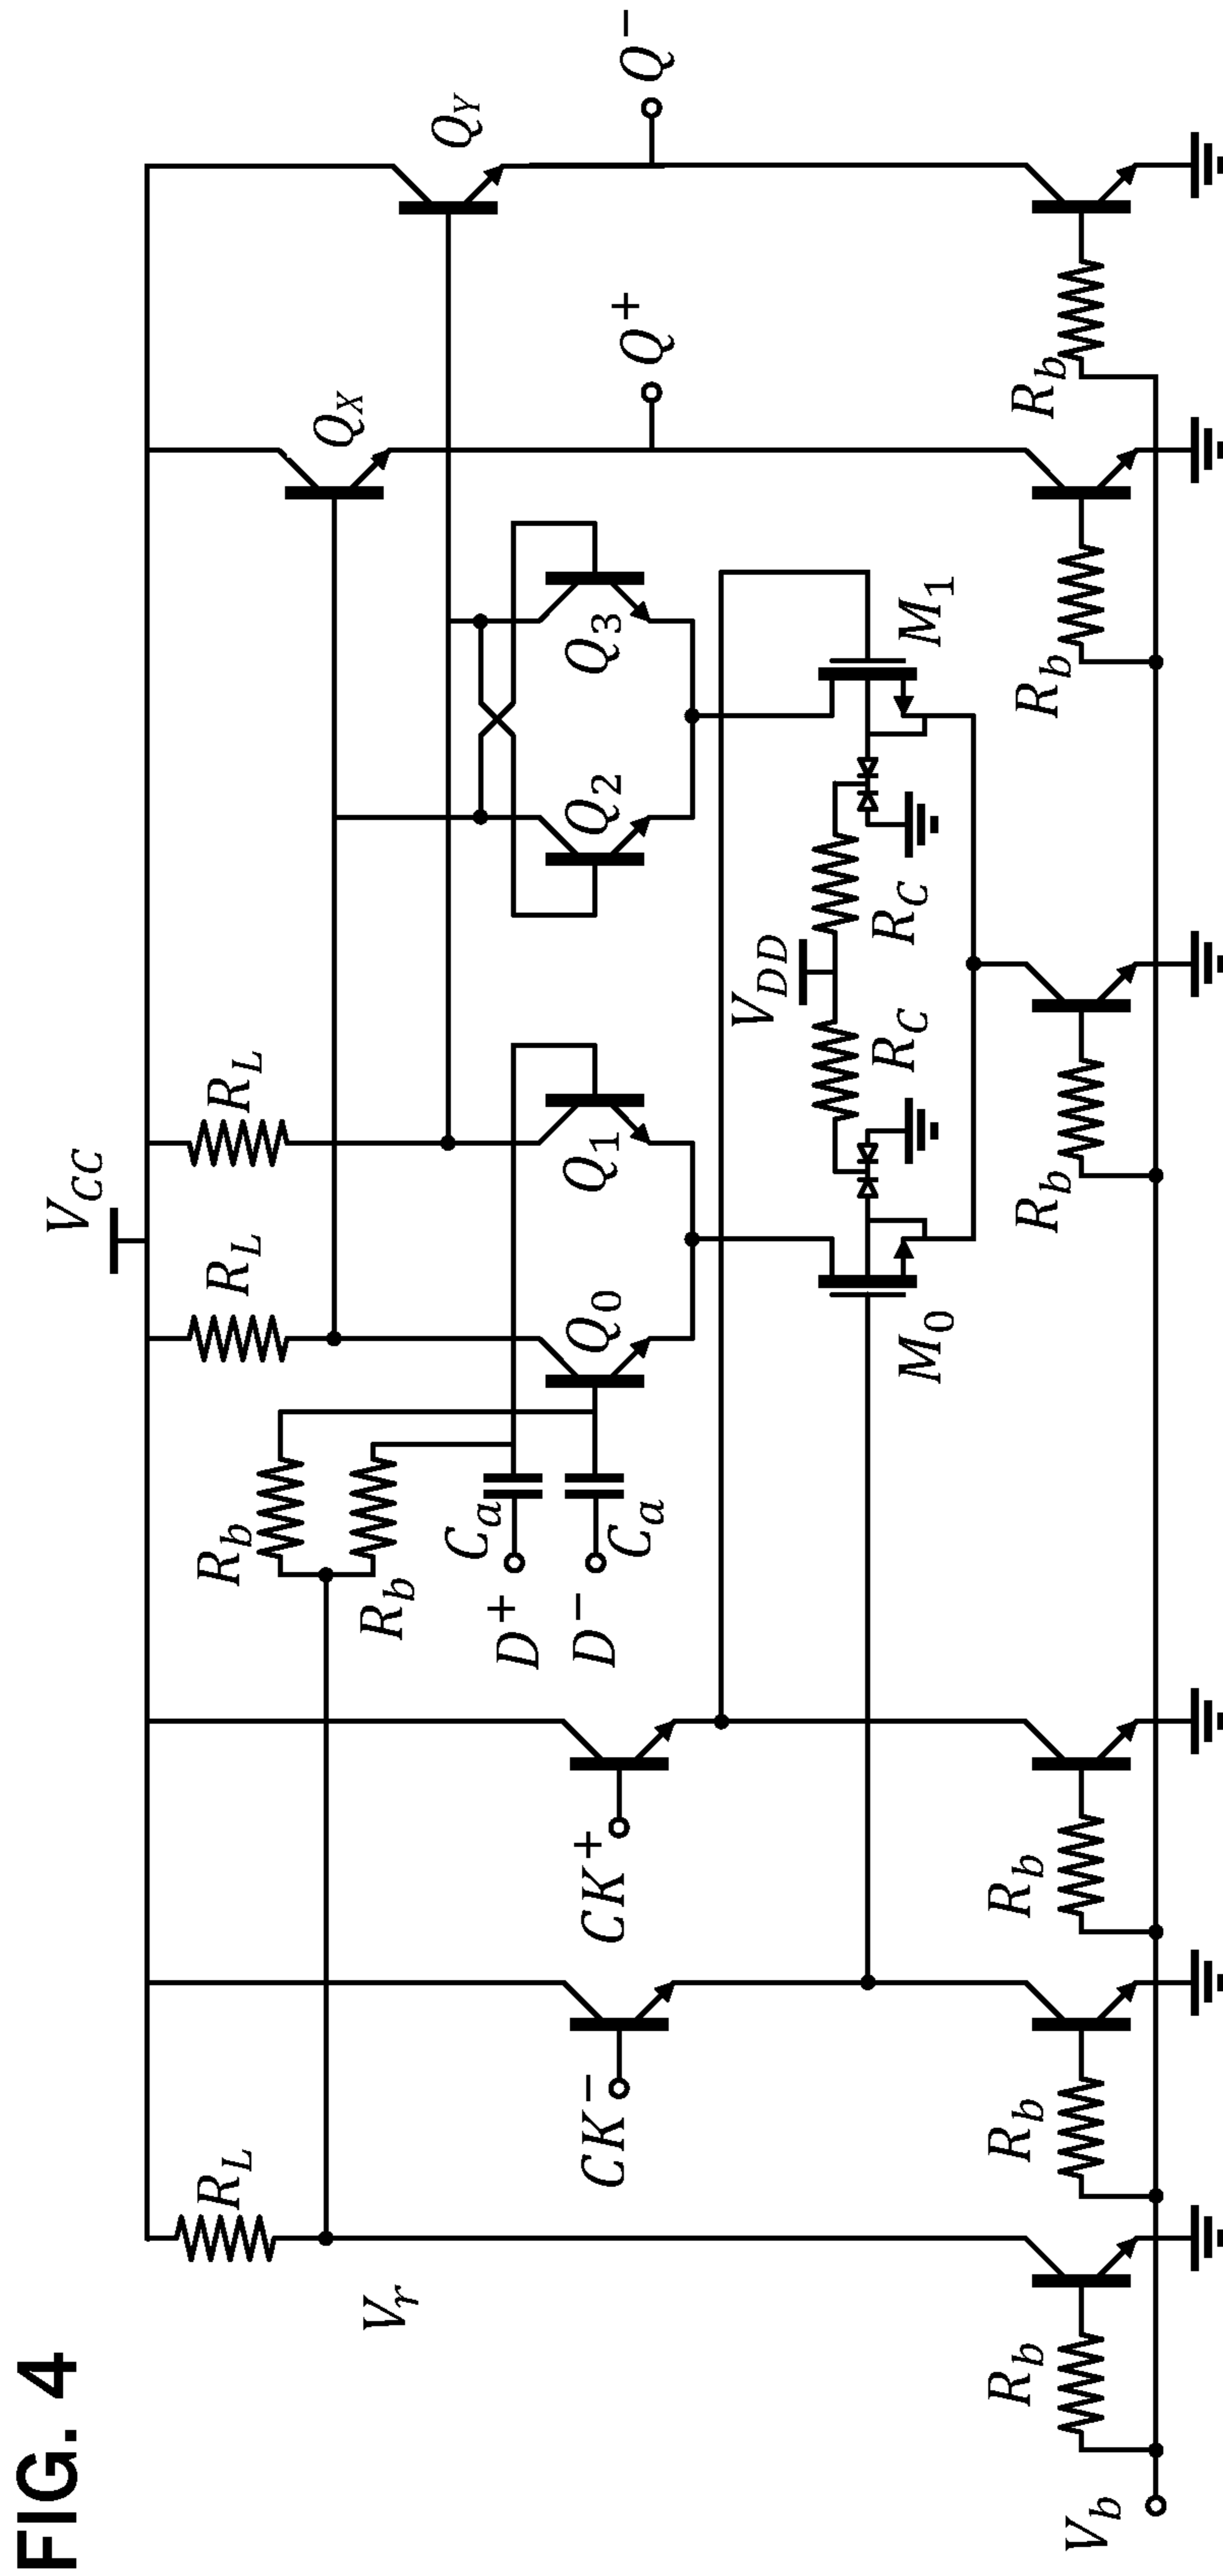 FIG. 4
V_CC
R_L
R_L
R_L
R_b
Q_X
Q_Y
V_r
R_b
C_a
D^+
D^-
C_a
Q_0
Q_1
Q_2
Q_3
CK^-
CK^+
Q^+
Q^-
V_DD
R_C
R_C
M_0
M_1
R_b
R_b
R_b
R_b
R_b
R_b
V_b